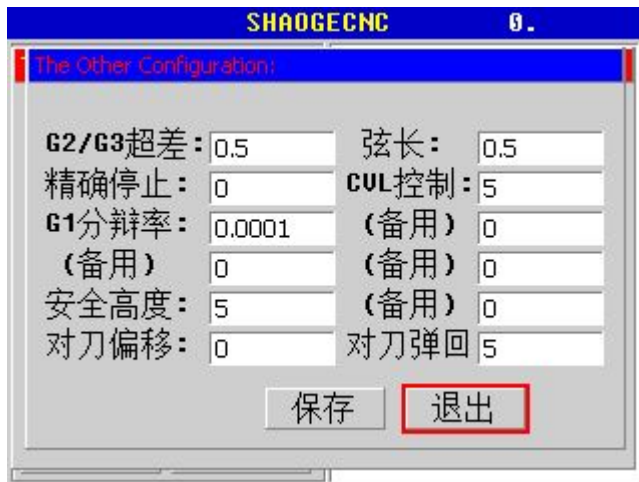 SHAOGECNC 0.
The Other Configuration:
G2/G3超差: 0.5 弦长: 0.5
精确停止: 0 CVL控制: 5
G1分辩率: 0.0001 (备用) 0
(备用) 0 (备用) 0
安全高度: 5 (备用) 0
对刀偏移: 0 对刀弹回 5
保存 退出